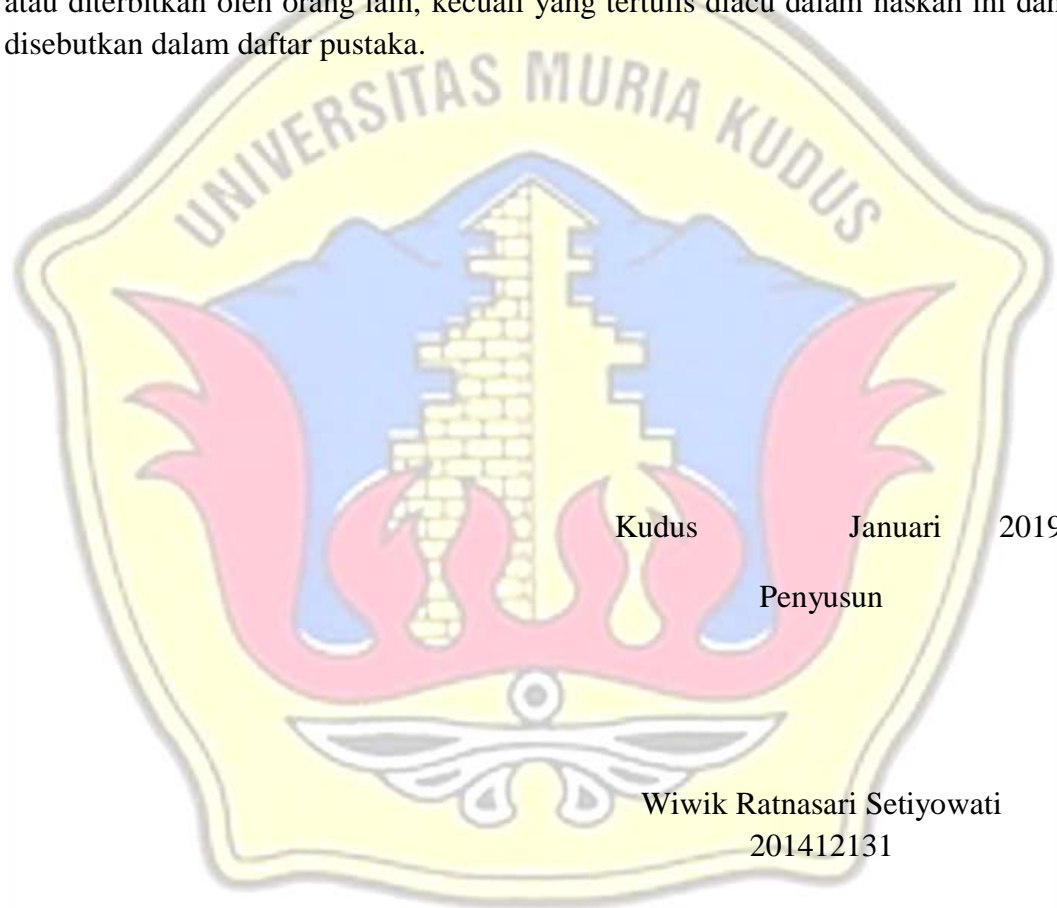 atau diterbitkan oleh orang lain, kecuali yang tertulis diacu dalam naskah ini dan
disebutkan dalam daftar pustaka.
UNIVERSITAS MURIA KUDUS
Kudus Januari 2019
Penyusun
Wiwik Ratnasari Setiyowati
201412131